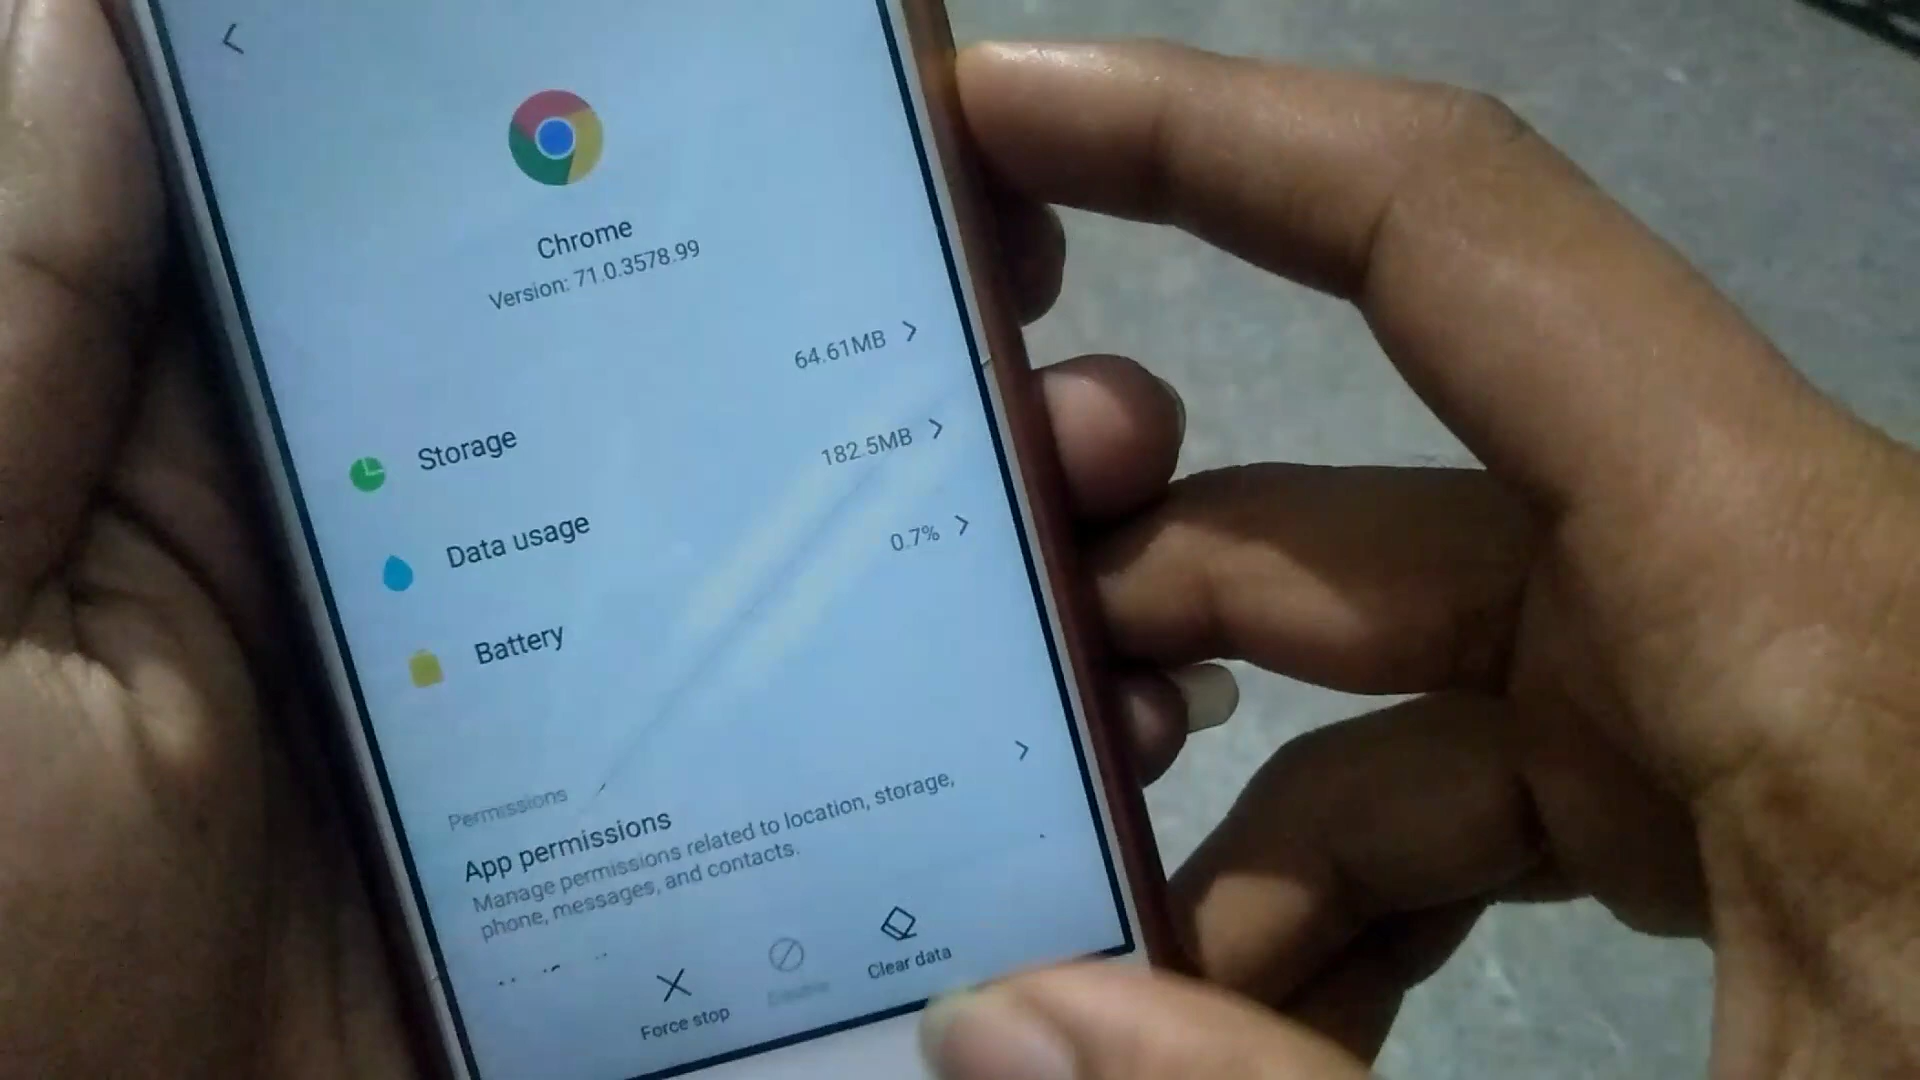 Chrome
Version: 71.0.3578.99
Storage 64.61MB
Data usage 182.5MB
Battery 0.7%
Permissions
App permissions
Manage permissions related to location, storage,
phone, messages, and contacts.
Force stop
Clear data